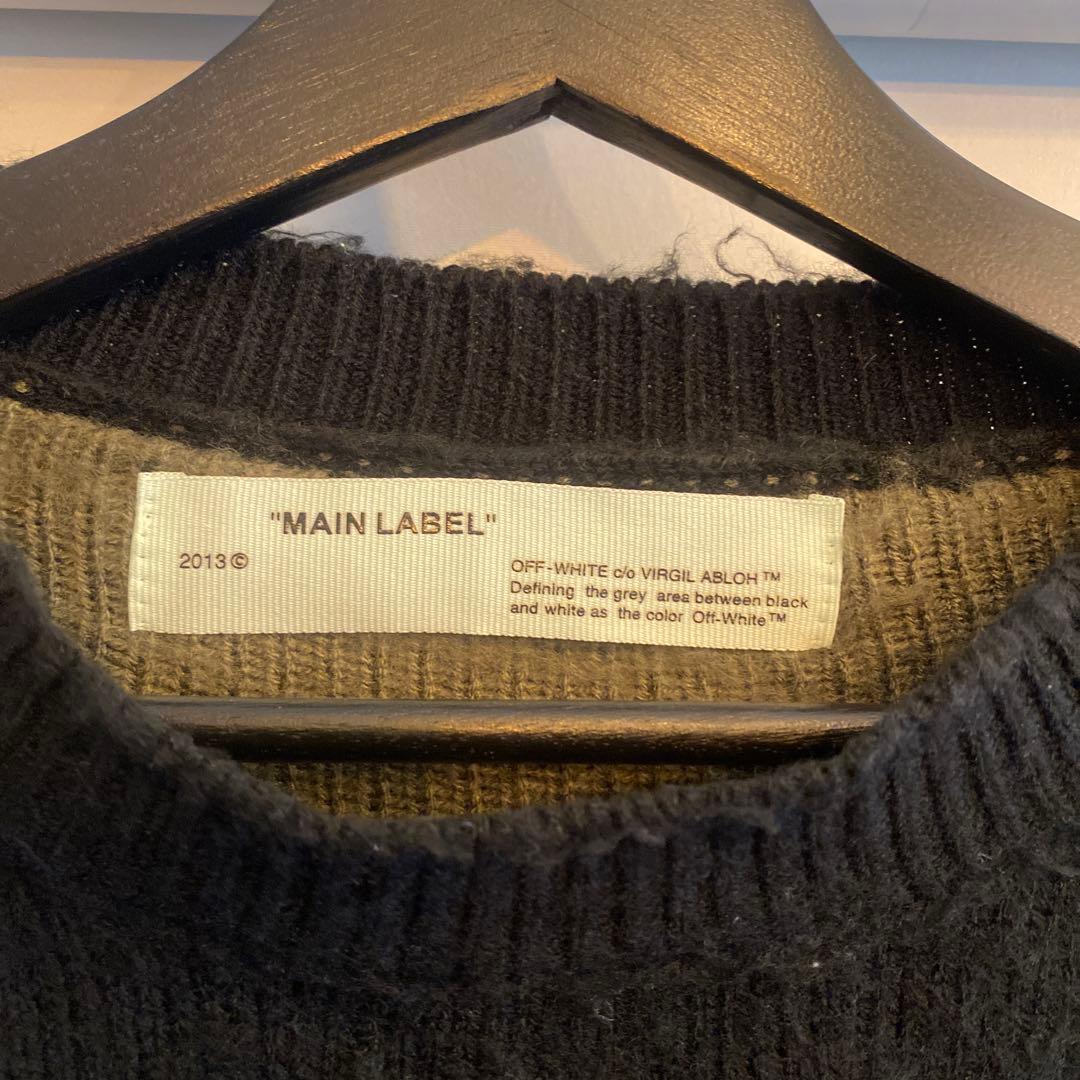 "MAIN LABEL"
2013©
OFF-WHITE c/o VIRGIL ABLOH™
Defining the grey area between black
and white as the color Off-White™